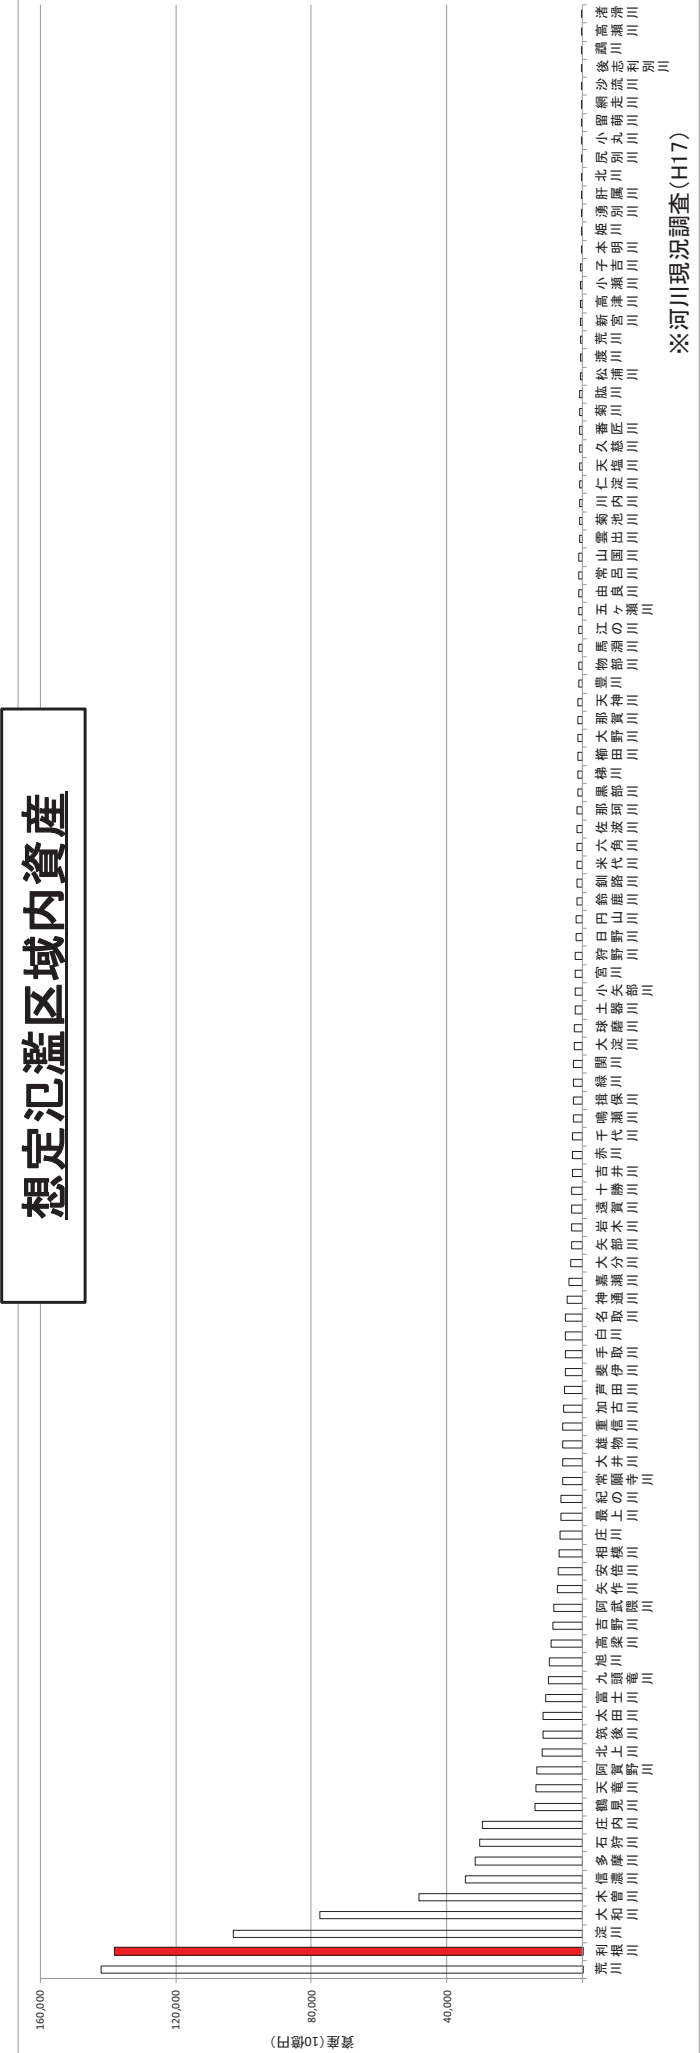 想定氾濫区域内資産
資産(10億円)
160,000
120,000
80,000
40,000
荒川
利根川
淀川
大和川
木曽川
信濃川
多摩川
石狩川
庄内川
鶴見川
天竜川
阿賀野川
北上川
筑後川
太田川
富士川
九頭竜川
旭川
高梁川
吉野川
阿武隈川
矢作川
安倍川
相模川
庄川
最上川
紀の川
常願寺川
大井川
雄物川
重信川
加古川
芦田川
斐伊川
手取川
白川
名取川
神通川
嘉瀬川
大分川
矢部川
岩木川
遠賀川
十勝川
吉井川
赤川
千代川
鳴瀬川
揖保川
緑川
関川
大淀川
球磨川
土器川
小矢部川
宮川
狩野川
日野川
円山川
鈴鹿川
釧路川
米代川
六角川
佐波川
那珂川
黒部川
梯川
櫛田川
大野川
那賀川
天神川
豊川
物部川
馬淵川
江の川
五ヶ瀬川
由良川
常呂川
山国川
雲出川
菊池川
川内川
仁淀川
天塩川
久慈川
番匠川
菊川
肱川
松浦川
渡川
荒川
新宮川
高津川
小瀬川
子吉川
本明川
姫川
湧別川
肝属川
北川
尻別川
小丸川
留萌川
網走川
沙流川
後志利別川
鵡川
高瀬川
渚滑川
※河川現況調査(H17)